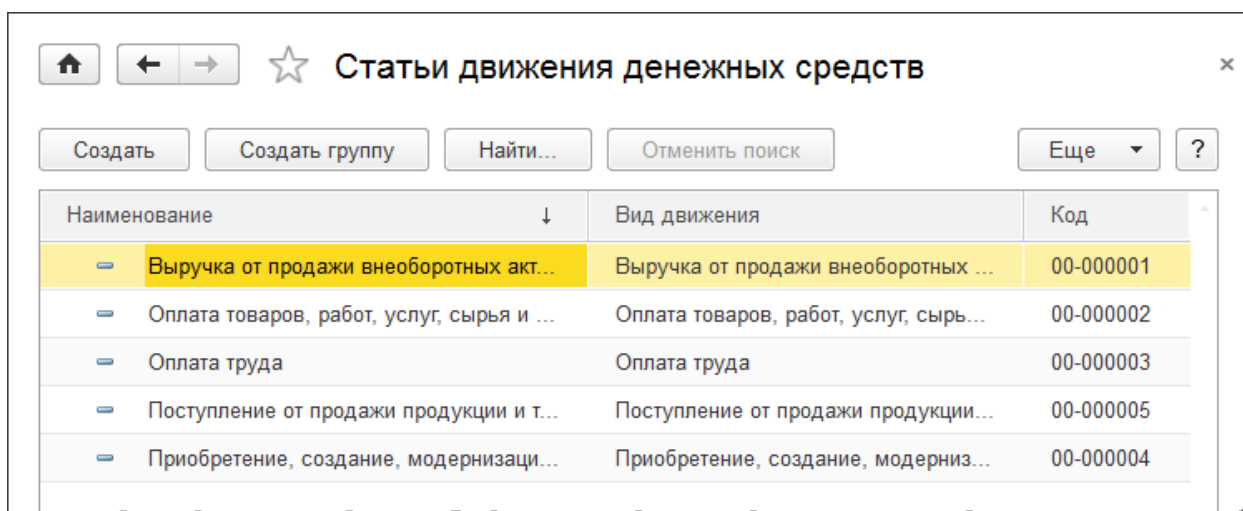 Статьи движения денежных средств
Создать Создать группу Найти... Отменить поиск Еще ?
Наименование ↓ Вид движения Код
Выручка от продажи внеоборотных акт... Выручка от продажи внеоборотных ... 00-000001
Оплата товаров, работ, услуг, сырья и ... Оплата товаров, работ, услуг, сырь... 00-000002
Оплата труда Оплата труда 00-000003
Поступление от продажи продукции и т... Поступление от продажи продукции... 00-000005
Приобретение, создание, модернизаци... Приобретение, создание, модерниз... 00-000004